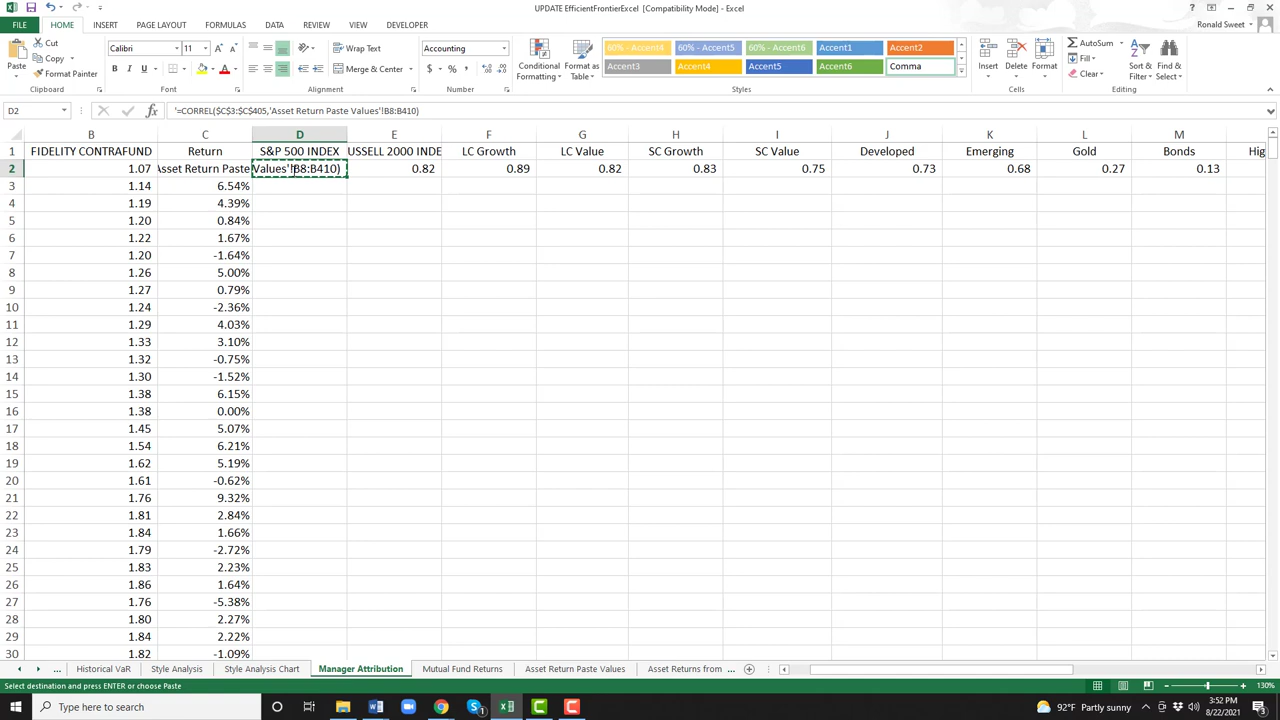 UPDATE EfficientFrontierExcel [Compatibility Mode] - Excel
FILE HOME INSERT PAGE LAYOUT FORMULAS DATA REVIEW VIEW DEVELOPER Ronald Sweet
Cut Calibri 11 Wrap Text Accounting 60% - Accent4 60% - Accent5 60% - Accent6 Accent1 Accent2 AutoSum
Copy Fill
Paste Format Painter U Merge & Center $ % Conditional Formatting Format as Table Accent3 Accent4 Accent5 Accent6 Comma Insert Delete Format Clear Sort & Filter Find & Select
Clipboard Font Alignment Number Styles Cells Editing
D2 fx '=CORREL($C$3:$C$405,'Asset Return Paste Values'!B8:B410)
B C D E F G H I J K L M
1 FIDELITY CONTRAFUND Return S&P 500 INDEX USSELL 2000 INDE LC Growth LC Value SC Growth SC Value Developed Emerging Gold Bonds Hig
2 1.07 Asset Return Paste Values'!B8:B410) 0.82 0.89 0.82 0.83 0.75 0.73 0.68 0.27 0.13
3 1.14 6.54%
4 1.19 4.39%
5 1.20 0.84%
6 1.22 1.67%
7 1.20 -1.64%
8 1.26 5.00%
9 1.27 0.79%
10 1.24 -2.36%
11 1.29 4.03%
12 1.33 3.10%
13 1.32 -0.75%
14 1.30 -1.52%
15 1.38 6.15%
16 1.38 0.00%
17 1.45 5.07%
18 1.54 6.21%
19 1.62 5.19%
20 1.61 -0.62%
21 1.76 9.32%
22 1.81 2.84%
23 1.84 1.66%
24 1.79 -2.72%
25 1.83 2.23%
26 1.86 1.64%
27 1.76 -5.38%
28 1.80 2.27%
29 1.84 2.22%
30 1.82 -1.09%
... Historical VaR Style Analysis Style Analysis Chart Manager Attribution Mutual Fund Returns Asset Return Paste Values Asset Returns from ...
Select destination and press ENTER or choose Paste 130%
Type here to search 92°F Partly sunny 3:52 PM
8/22/2021